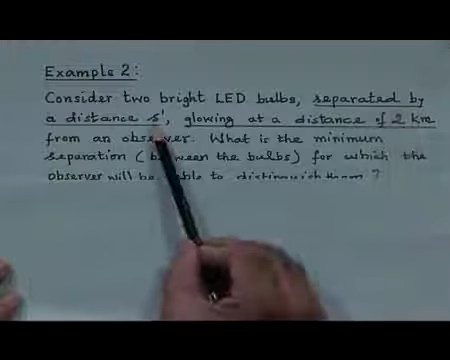 Example 2:
Consider two bright LED bulbs, separated by
a distance 's', glowing at a distance of 2 km
from an observer. What is the minimum
separation (between the bulbs) for which the
observer will be able to distinguish them?